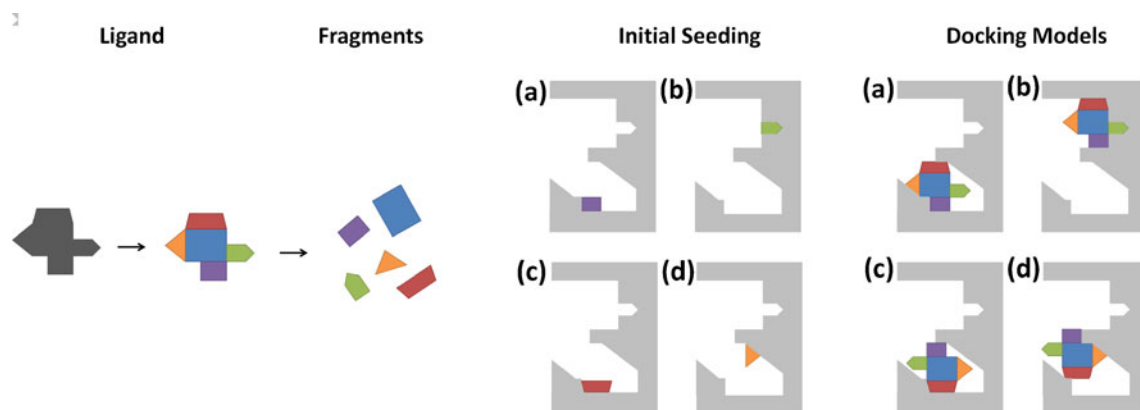 Ligand Fragments Initial Seeding Docking Models
(a) (b) (a) (b)
(c) (d) (c) (d)